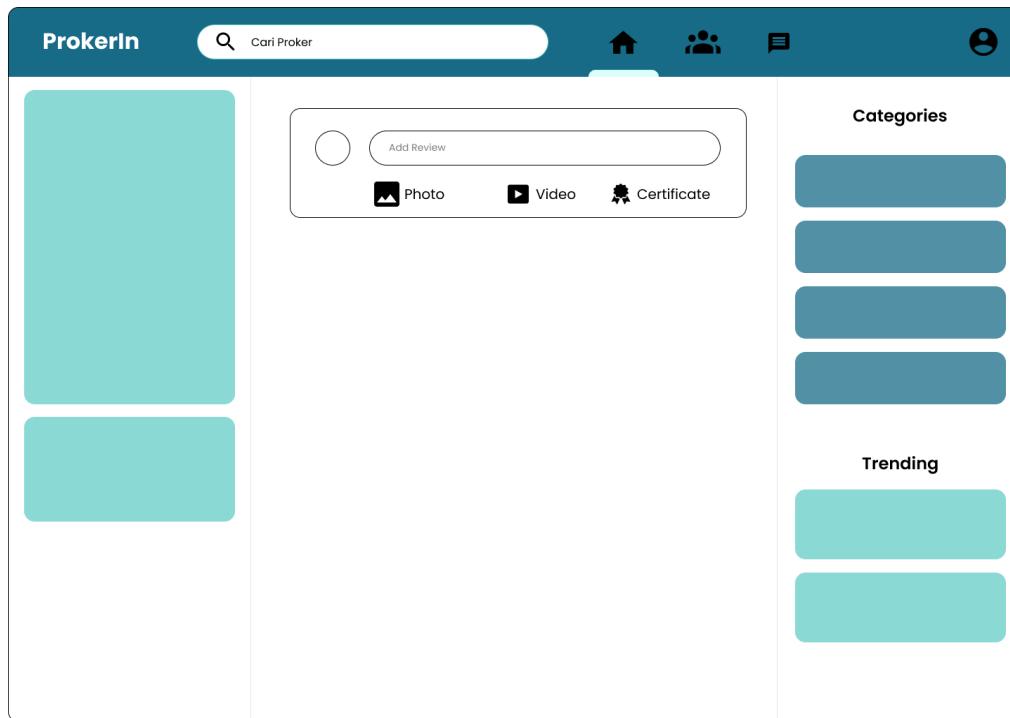 ProkerIn
Cari Proker
Categories
Add Review
Photo
Video
Certificate
Trending